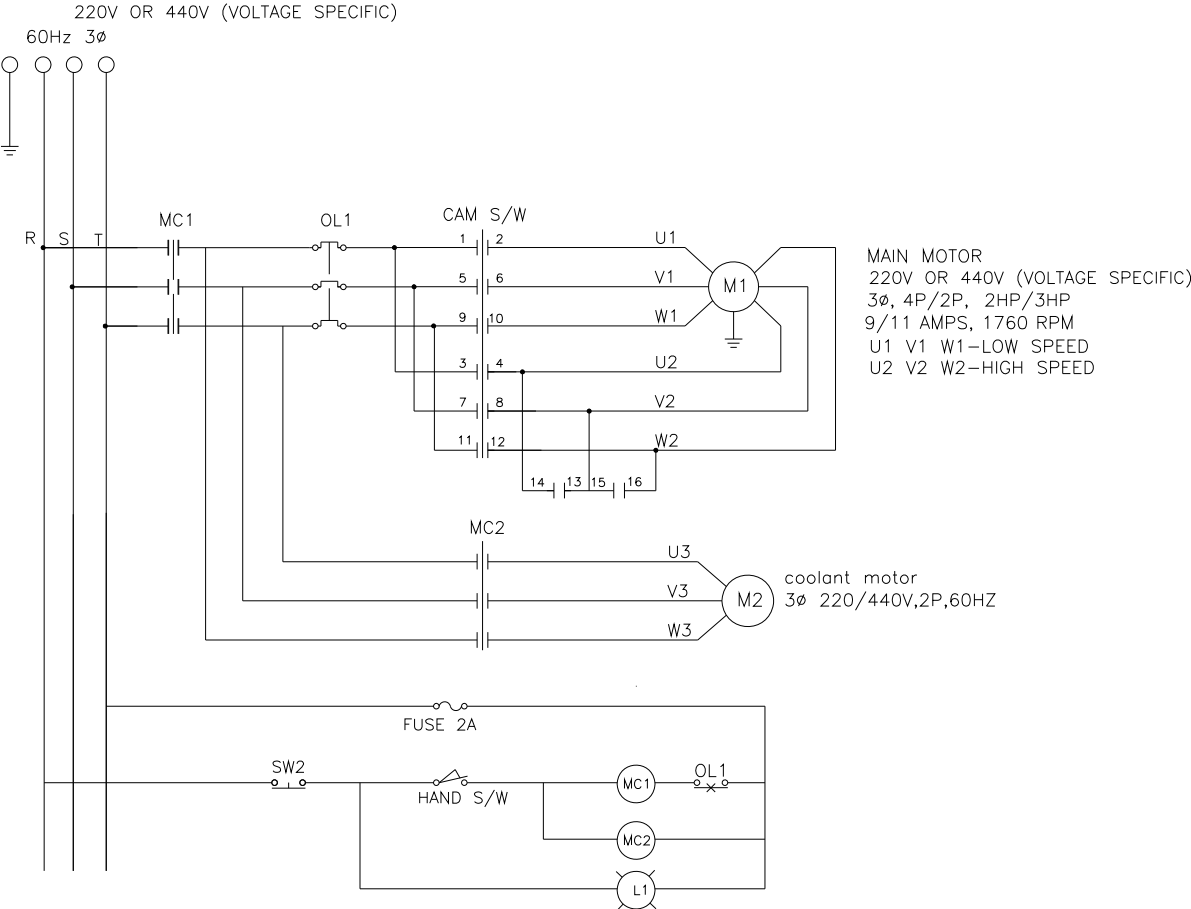 220V OR 440V (VOLTAGE SPECIFIC)
60Hz 3ø
MC1
OL1
CAM S/W
R S T
1 2
U1
5 6
V1
M1
9 10
W1
3 4
U2
7 8
V2
11 12
W2
14 13 15 16
MAIN MOTOR
220V OR 440V (VOLTAGE SPECIFIC)
3ø, 4P/2P, 2HP/3HP
9/11 AMPS, 1760 RPM
U1 V1 W1-LOW SPEED
U2 V2 W2-HIGH SPEED
MC2
U3
V3
M2
W3
coolant motor
3ø 220/440V,2P,60HZ
FUSE 2A
SW2
HAND S/W
MC1
OL1
MC2
L1